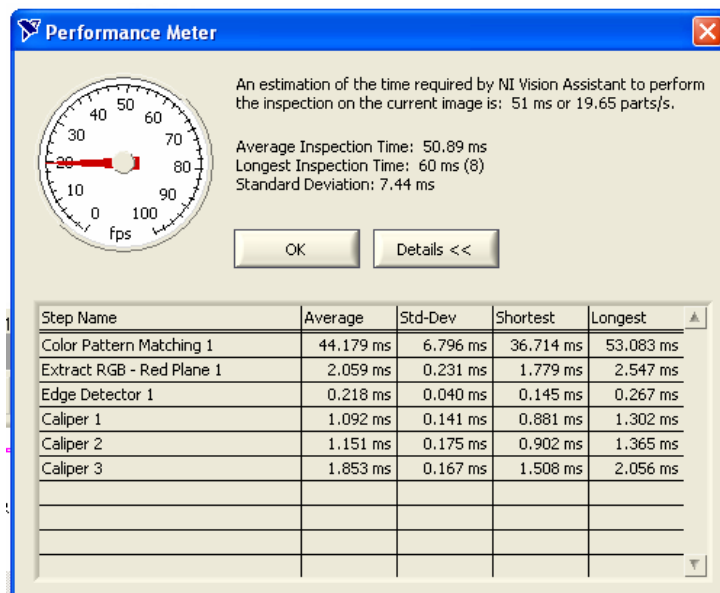 Performance Meter
An estimation of the time required by NI Vision Assistant to perform
the inspection on the current image is: 51 ms or 19.65 parts/s.
Average Inspection Time: 50.89 ms
Longest Inspection Time: 60 ms (8)
Standard Deviation: 7.44 ms
0 10 20 30 40 50 60 70 80 90 100
fps
OK Details <<
Step Name Average Std-Dev Shortest Longest
Color Pattern Matching 1 44.179 ms 6.796 ms 36.714 ms 53.083 ms
Extract RGB - Red Plane 1 2.059 ms 0.231 ms 1.779 ms 2.547 ms
Edge Detector 1 0.218 ms 0.040 ms 0.145 ms 0.267 ms
Caliper 1 1.092 ms 0.141 ms 0.881 ms 1.302 ms
Caliper 2 1.151 ms 0.175 ms 0.902 ms 1.365 ms
Caliper 3 1.853 ms 0.167 ms 1.508 ms 2.056 ms